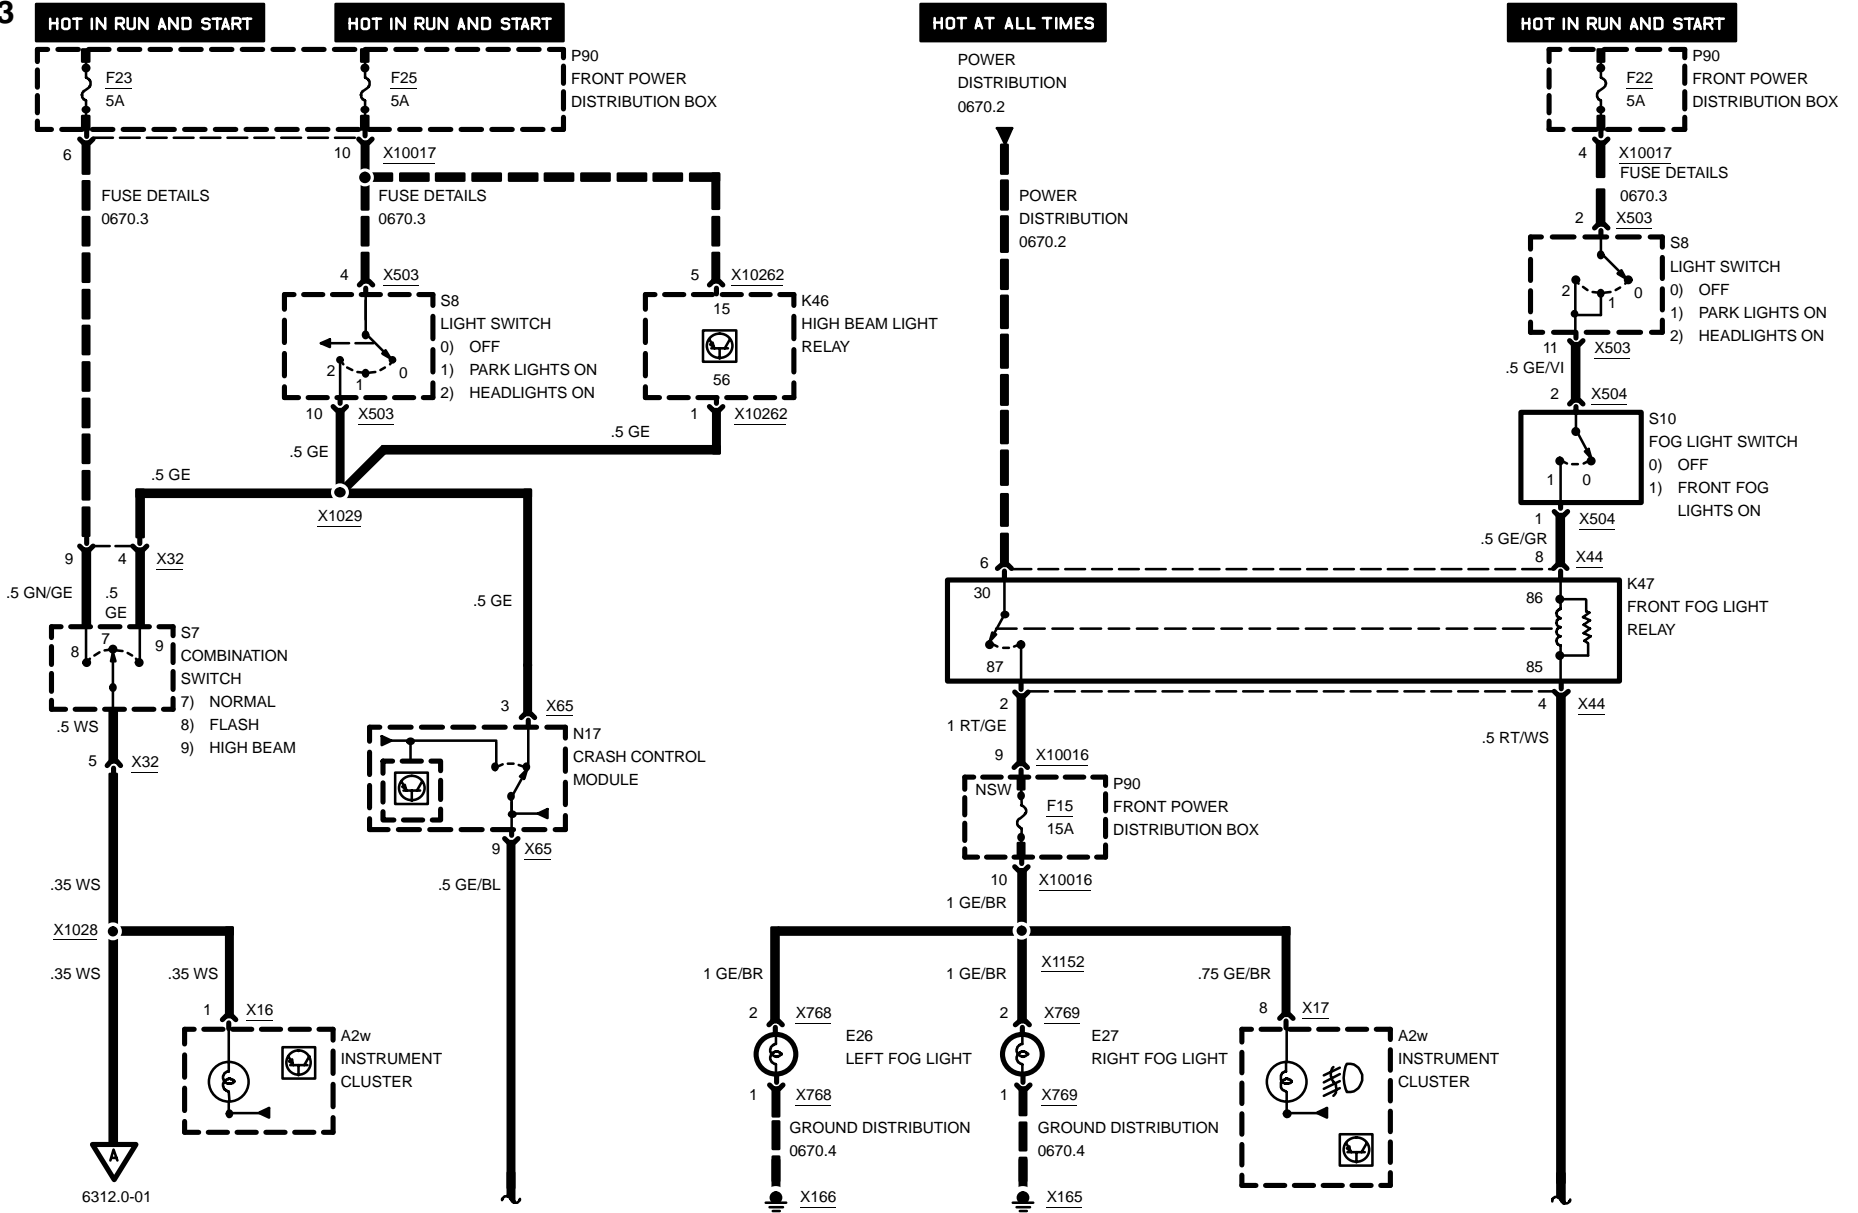 3
HOT IN RUN AND START
HOT IN RUN AND START
HOT AT ALL TIMES
HOT IN RUN AND START
F23
5A
F25
5A
P90
FRONT POWER
DISTRIBUTION BOX
6
10
X10017
FUSE DETAILS
0670.3
FUSE DETAILS
0670.3
4
X503
S8
LIGHT SWITCH
0) OFF
1) PARK LIGHTS ON
2) HEADLIGHTS ON
2
1
0
10
X503
5
X10262
15
56
K46
HIGH BEAM LIGHT
RELAY
1
X10262
.5 GE
.5 GE
.5 GE
X1029
9
4
X32
.5 GN/GE
.5
GE
7
8
9
S7
COMBINATION
SWITCH
7) NORMAL
8) FLASH
9) HIGH BEAM
.5 WS
5
X32
.5 GE
3
X65
N17
CRASH CONTROL
MODULE
9
X65
.5 GE/BL
.35 WS
X1028
.35 WS
.35 WS
1
X16
A2w
INSTRUMENT
CLUSTER
A
6312.0-01
POWER
DISTRIBUTION
0670.2
POWER
DISTRIBUTION
0670.2
F22
5A
P90
FRONT POWER
DISTRIBUTION BOX
4
X10017
FUSE DETAILS
0670.3
2
X503
S8
LIGHT SWITCH
0) OFF
1) PARK LIGHTS ON
2) HEADLIGHTS ON
2
1
0
11
X503
.5 GE/VI
2
X504
S10
FOG LIGHT SWITCH
0) OFF
1) FRONT FOG
LIGHTS ON
1
0
1
X504
.5 GE/GR
6
8
X44
30
86
87
85
K47
FRONT FOG LIGHT
RELAY
2
4
X44
1 RT/GE
.5 RT/WS
9
X10016
NSW
F15
15A
P90
FRONT POWER
DISTRIBUTION BOX
10
X10016
1 GE/BR
X1152
1 GE/BR
1 GE/BR
.75 GE/BR
2
X768
2
X769
8
X17
E26
LEFT FOG LIGHT
E27
RIGHT FOG LIGHT
A2w
INSTRUMENT
CLUSTER
1
X768
1
X769
GROUND DISTRIBUTION
0670.4
GROUND DISTRIBUTION
0670.4
X166
X165